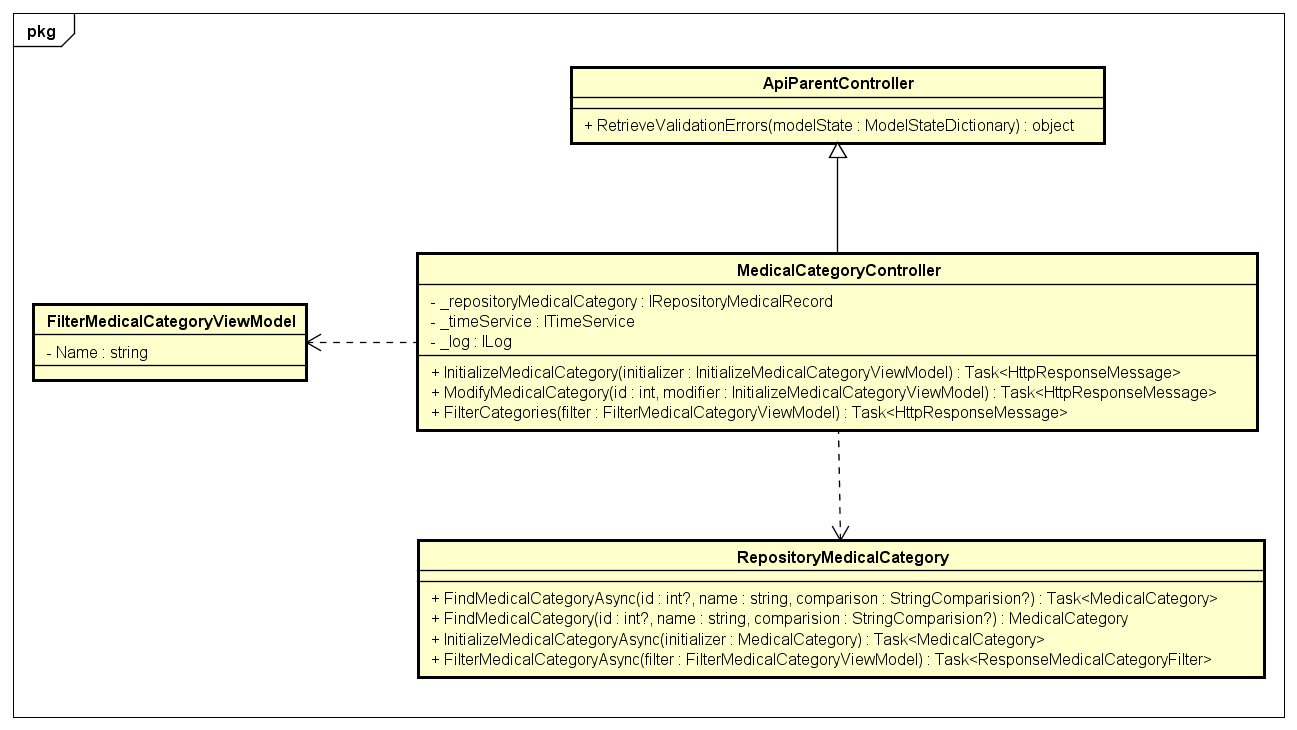 pkg
ApiParentController
+ RetrieveValidationErrors(modelState : ModelStateDictionary) : object
MedicalCategoryController
- _repositoryMedicalCategory : IRepositoryMedicalRecord
- _timeService : ITimeService
- _log : ILog
+ InitializeMedicalCategory(initializer : InitializeMedicalCategoryViewModel) : Task<HttpResponseMessage>
+ ModifyMedicalCategory(id : int, modifier : InitializeMedicalCategoryViewModel) : Task<HttpResponseMessage>
+ FilterCategories(filter : FilterMedicalCategoryViewModel) : Task<HttpResponseMessage>
FilterMedicalCategoryViewModel
- Name : string
RepositoryMedicalCategory
+ FindMedicalCategoryAsync(id : int?, name : string, comparison : StringComparision?) : Task<MedicalCategory>
+ FindMedicalCategory(id : int?, name : string, comparision : StringComparision?) : MedicalCategory
+ InitializeMedicalCategoryAsync(initializer : MedicalCategory) : Task<MedicalCategory>
+ FilterMedicalCategoryAsync(filter : FilterMedicalCategoryViewModel) : Task<ResponseMedicalCategoryFilter>